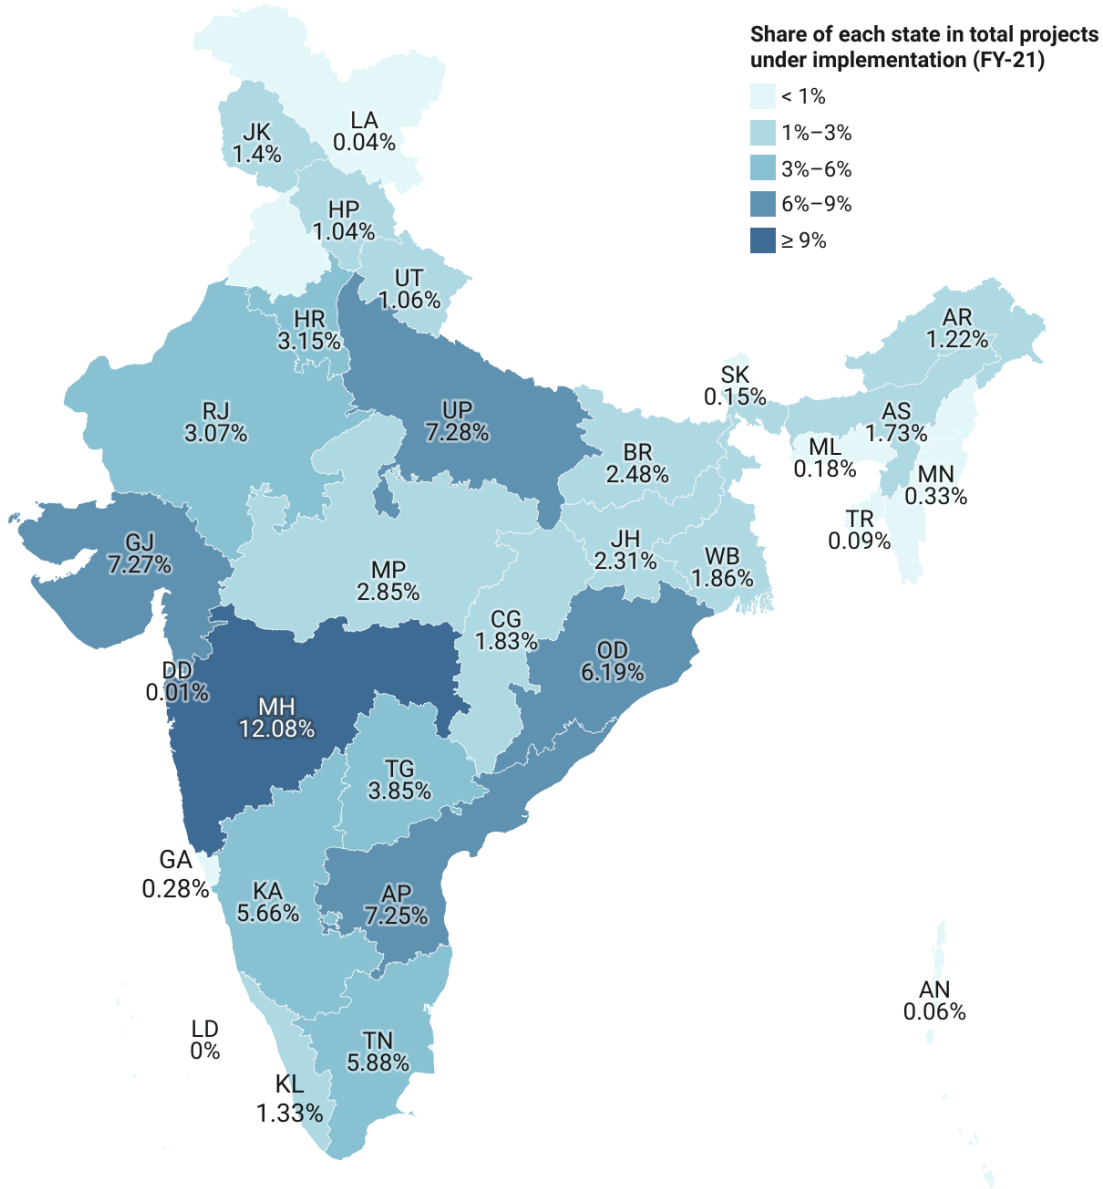 Share of each state in total projects
under implementation (FY-21)
< 1%
1%–3%
3%–6%
6%–9%
≥ 9%
LA
0.04%
JK
1.4%
HP
1.04%
UT
1.06%
HR
3.15%
AR
1.22%
SK
0.15%
RJ
3.07%
UP
7.28%
AS
1.73%
BR
2.48%
ML
0.18%
MN
0.33%
TR
0.09%
GJ
7.27%
JH
2.31%
WB
1.86%
MP
2.85%
CG
1.83%
OD
6.19%
DD
0.01%
MH
12.08%
TG
3.85%
GA
0.28%
KA
5.66%
AP
7.25%
AN
0.06%
LD
0%
TN
5.88%
KL
1.33%